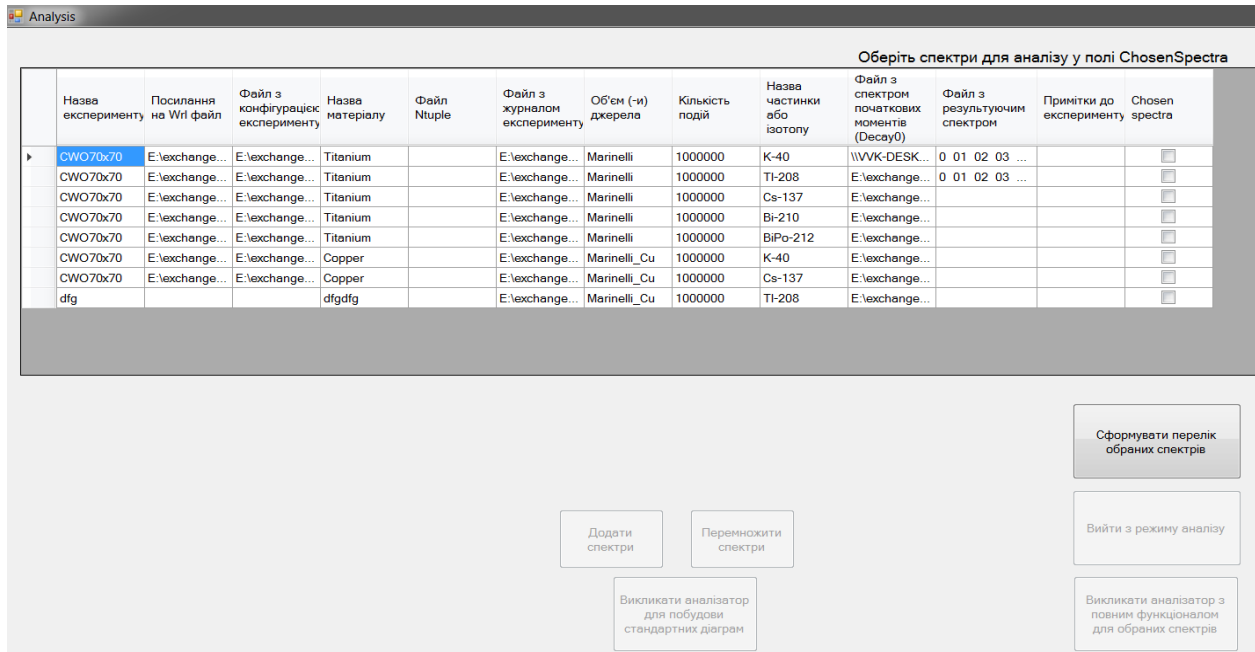 Analysis
Оберіть спектри для аналізу у полі ChosenSpectra
Назва експерименту Посилання на Wrl файл Файл з конфігурацією експерименту Назва матеріалу Файл Ntuple Файл з журналом експерименту Об'єм (-и) джерела Кількість подій Назва частинки або ізотопу Файл з спектром початкових моментів (Decay0) Файл з результуючим спектром Примітки до експерименту Chosen spectra
CWO70x70 E:\exchange... E:\exchange... Titanium E:\exchange... Marinelli 1000000 K-40 \\VVK-DESK... 0 01 02 03 ...
CWO70x70 E:\exchange... E:\exchange... Titanium E:\exchange... Marinelli 1000000 Tl-208 E:\exchange... 0 01 02 03 ...
CWO70x70 E:\exchange... E:\exchange... Titanium E:\exchange... Marinelli 1000000 Cs-137 E:\exchange...
CWO70x70 E:\exchange... E:\exchange... Titanium E:\exchange... Marinelli 1000000 Bi-210 E:\exchange...
CWO70x70 E:\exchange... E:\exchange... Titanium E:\exchange... Marinelli 1000000 BiPo-212 E:\exchange...
CWO70x70 E:\exchange... E:\exchange... Copper E:\exchange... Marinelli_Cu 1000000 K-40 E:\exchange...
CWO70x70 E:\exchange... E:\exchange... Copper E:\exchange... Marinelli_Cu 1000000 Cs-137 E:\exchange...
dfg dfgdfg E:\exchange... Marinelli_Cu 1000000 Tl-208 E:\exchange...
Сформувати перелік
обраних спектрів
Додати
спектри
Перемножити
спектри
Вийти з режиму аналізу
Викликати аналізатор
для побудови
стандартних діаграм
Викликати аналізатор з
повним функціоналом
для обраних спектрів